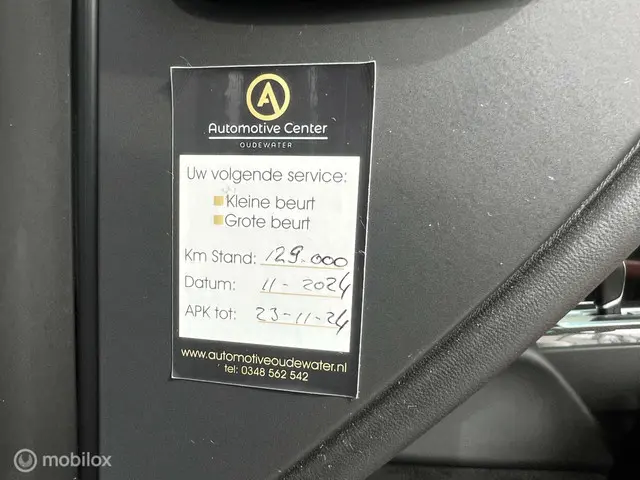 A
Automotive Center
OUDEWATER
Uw volgende service:
Kleine beurt
Grote beurt
Km Stand: 129.000
Datum: 11 - 2024
APK tot: 23-11-24
www.automotiveoudewater.nl
tel: 0348 562 542
mobilox